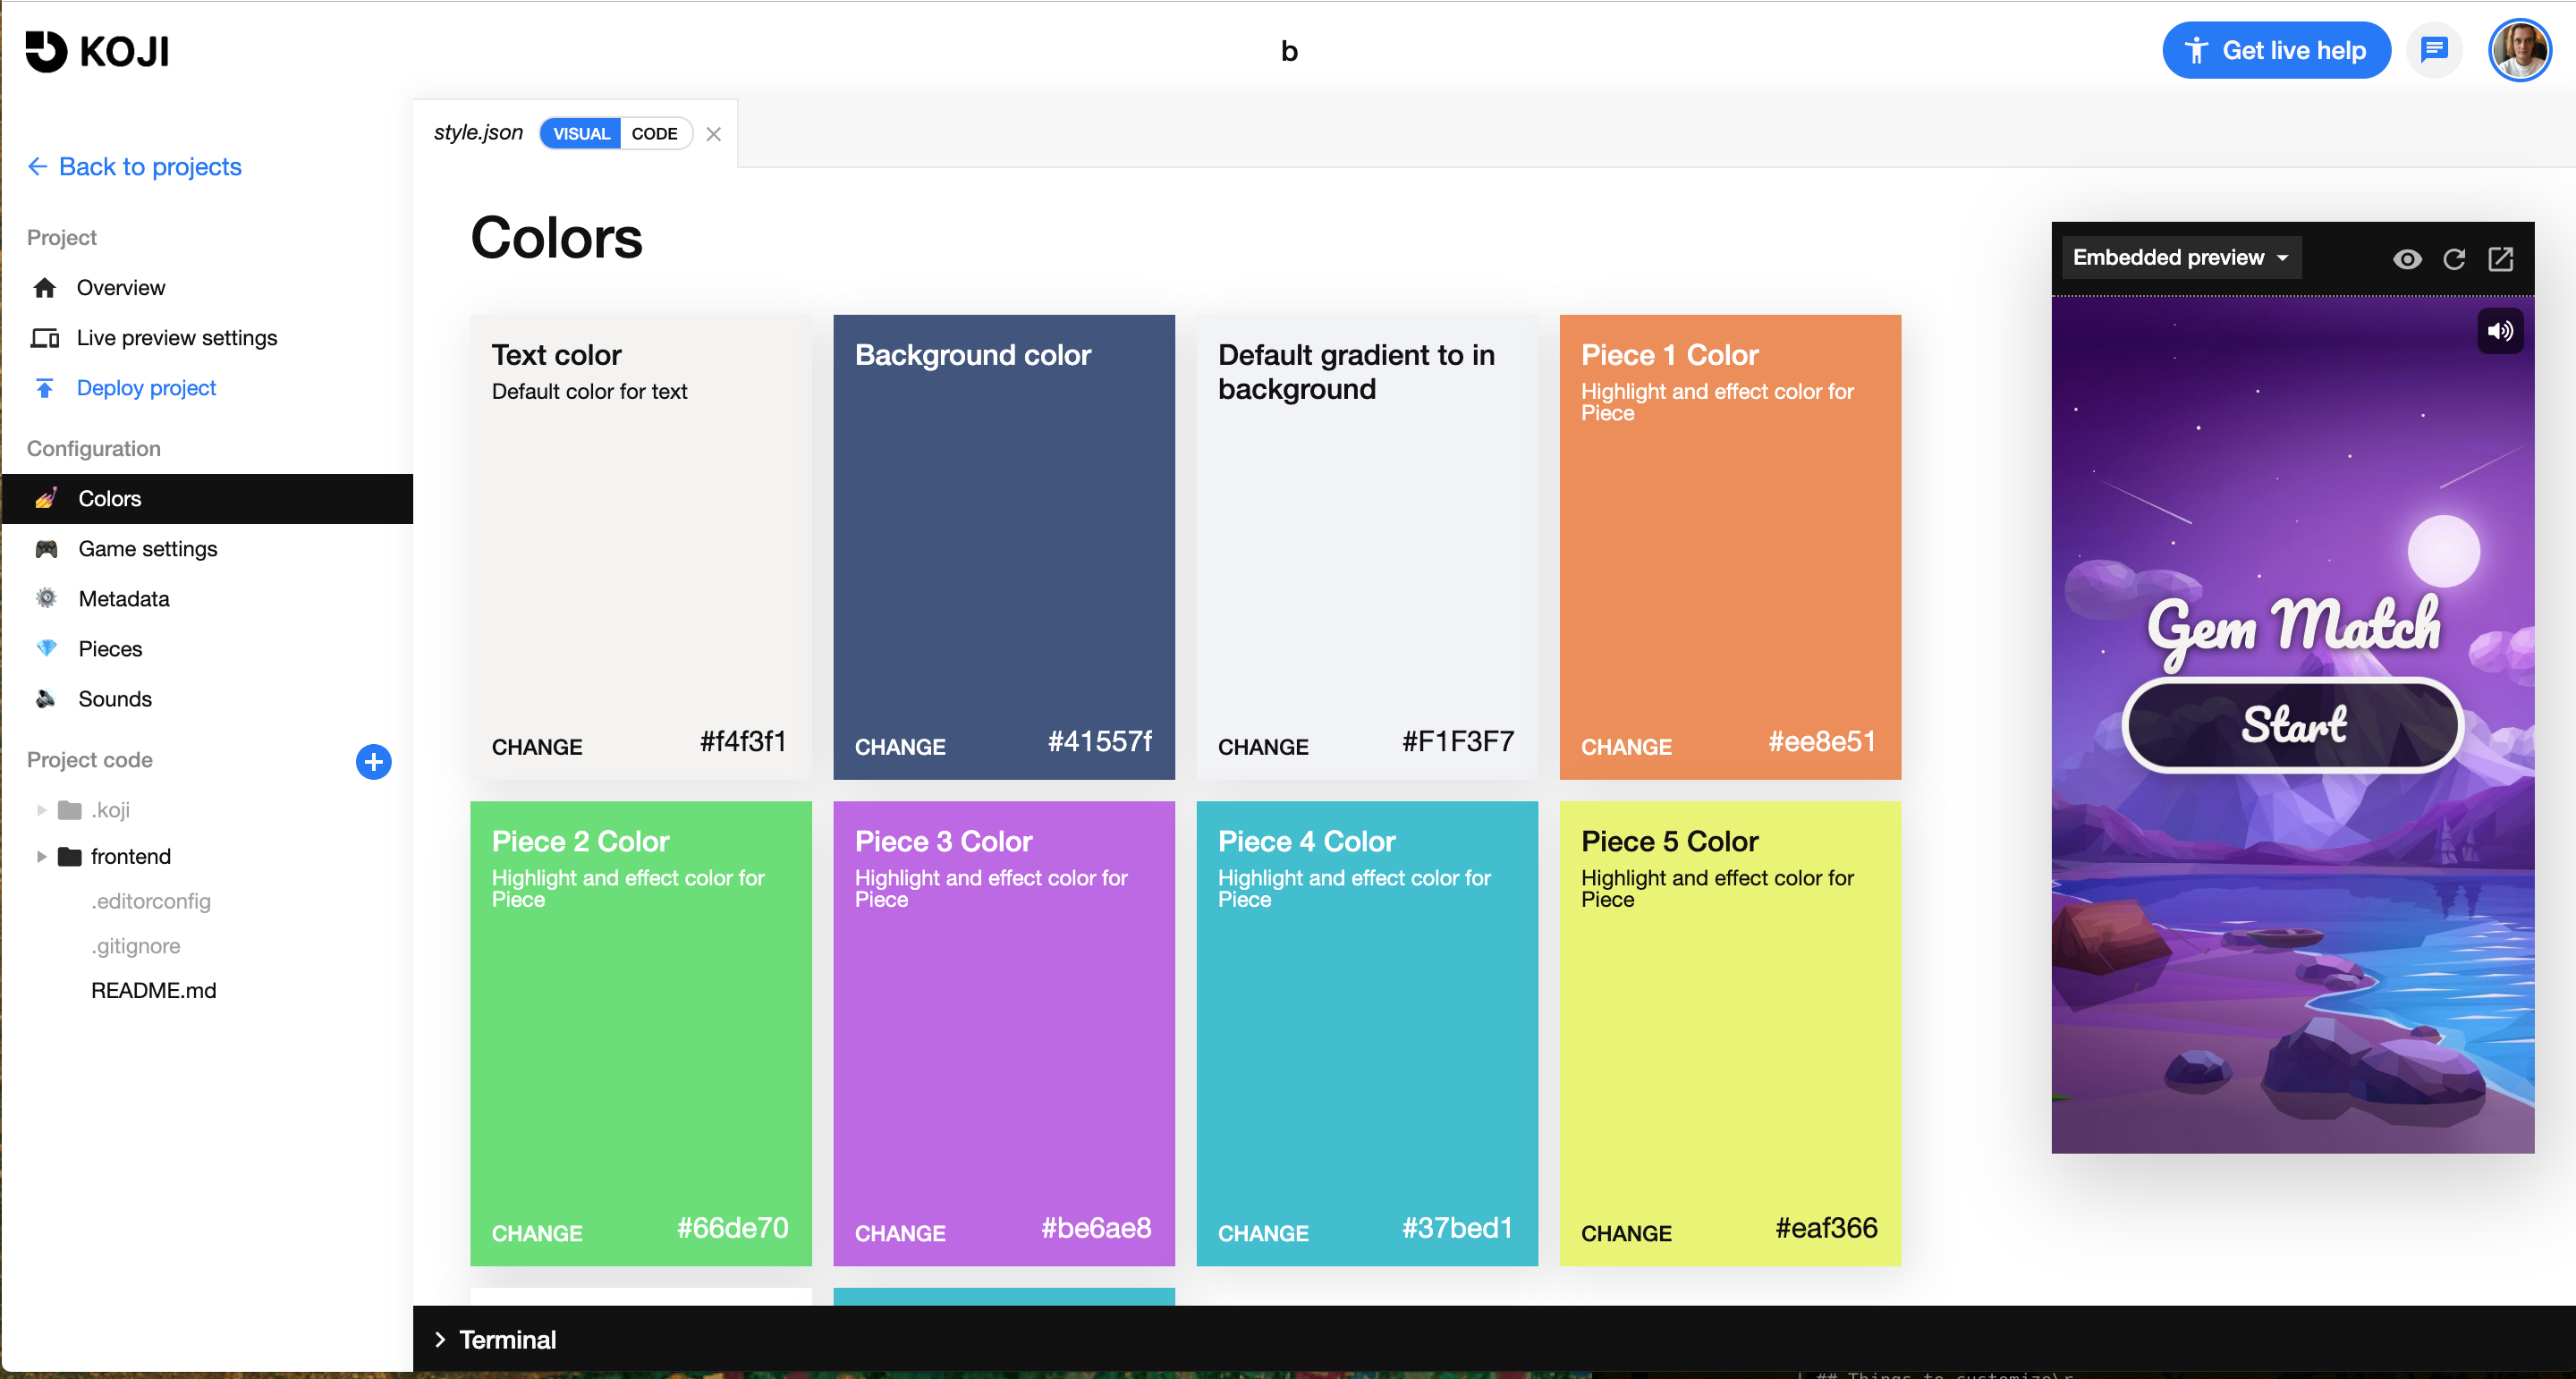 KOJI
b
Get live help
style.json VISUAL CODE
Back to projects
Project
Overview
Live preview settings
Deploy project
Configuration
Colors
Game settings
Metadata
Pieces
Sounds
Project code
.koji
frontend
.editorconfig
.gitignore
README.md
Colors
Text color
Default color for text
CHANGE #f4f3f1
Background color
CHANGE #41557f
Default gradient to in
background
CHANGE #F1F3F7
Piece 1 Color
Highlight and effect color for
Piece
CHANGE #ee8e51
Piece 2 Color
Highlight and effect color for
Piece
CHANGE #66de70
Piece 3 Color
Highlight and effect color for
Piece
CHANGE #be6ae8
Piece 4 Color
Highlight and effect color for
Piece
CHANGE #37bed1
Piece 5 Color
Highlight and effect color for
Piece
CHANGE #eaf366
Embedded preview
Gem Match
Start
Terminal